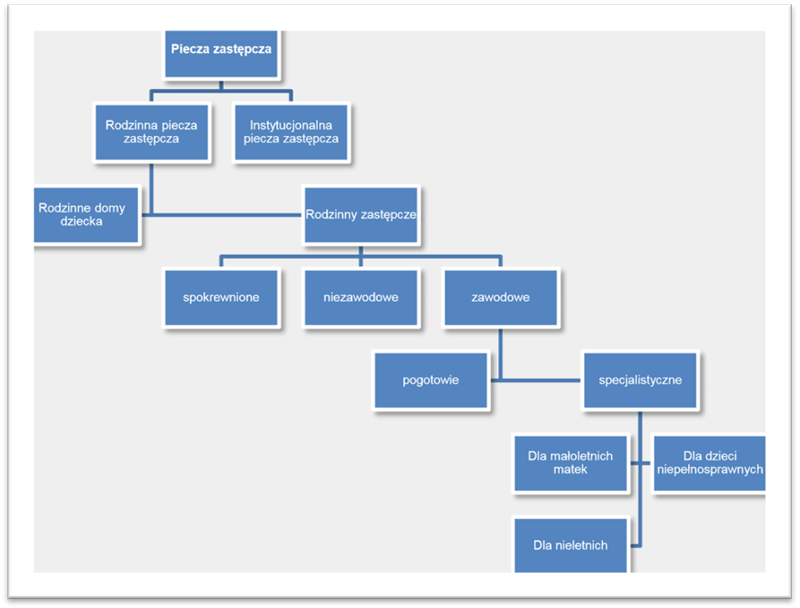 Piecza zastępcza
Rodzinna piecza
zastępcza
Instytucjonalna
piecza zastępcza
Rodzinne domy
dziecka
Rodzinny zastępcze
spokrewnione
niezawodowe
zawodowe
pogotowie
specjalistyczne
Dla małoletnich
matek
Dla dzieci
niepełnosprawnych
Dla nieletnich